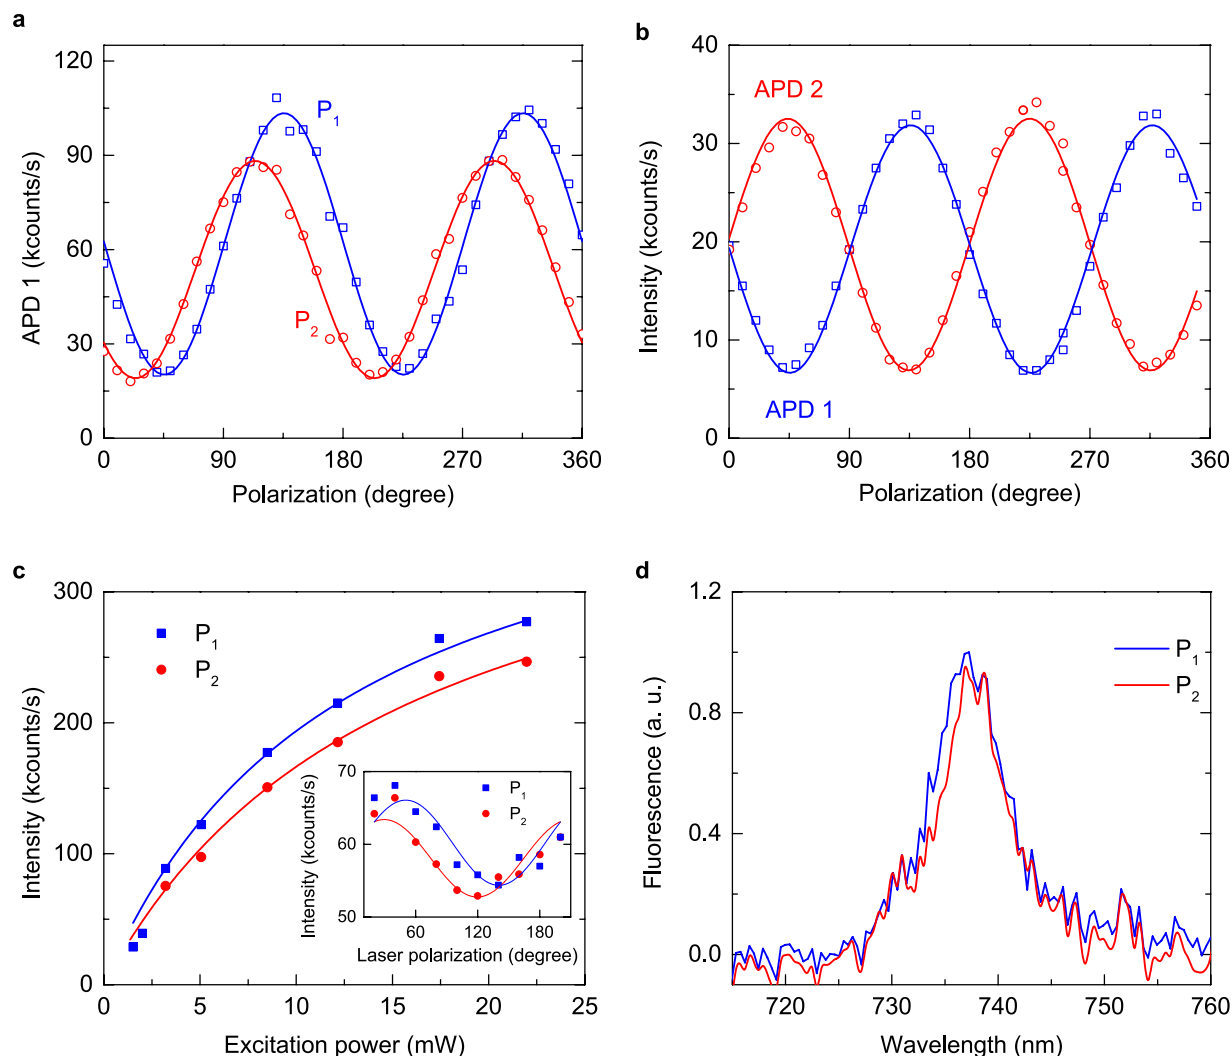 a
120
90
60
30
0
APD 1 (kcounts/s)
P1
P2
0 90 180 270 360
Polarization (degree)
b
40
30
20
10
0
Intensity (kcounts/s)
APD 2
APD 1
0 90 180 270 360
Polarization (degree)
c
300
200
100
0
Intensity (kcounts/s)
P1
P2
70
60
50
Intensity (kcounts/s)
P1
P2
60 120 180
Laser polarization (degree)
0 5 10 15 20 25
Excitation power (mW)
d
1.2
0.8
0.4
0.0
Fluorescence (a. u.)
P1
P2
720 730 740 750 760
Wavelength (nm)